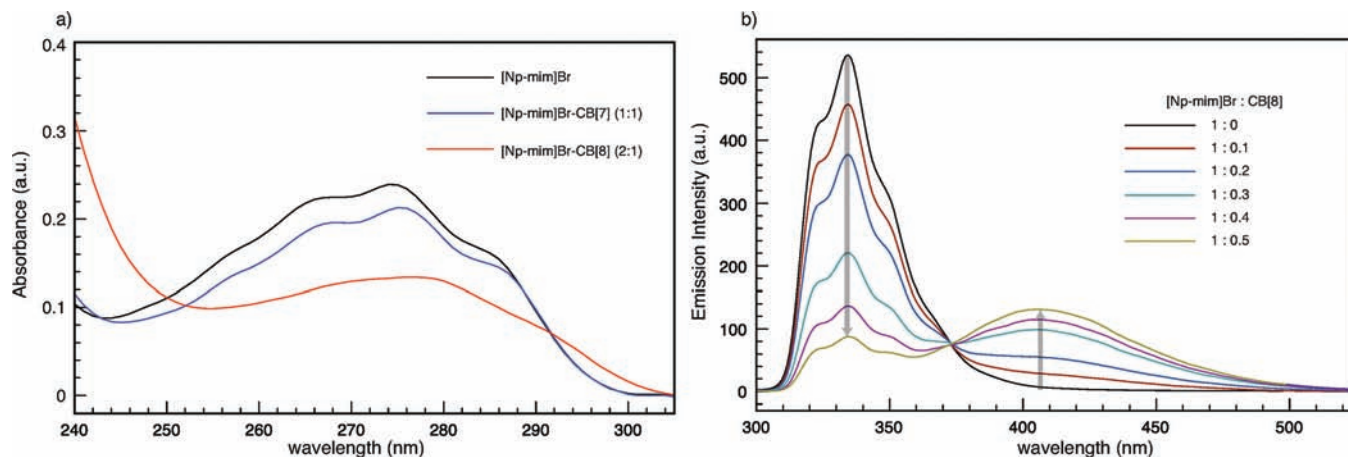 a)
0.4
0.3
0.2
0.1
0
Absorbance (a.u.)
[Np-mim]Br
[Np-mim]Br-CB[7] (1:1)
[Np-mim]Br-CB[8] (2:1)
240 250 260 270 280 290 300
wavelength (nm)
b)
500
400
300
200
100
0
Emission Intensity (a.u.)
[Np-mim]Br : CB[8]
1 : 0
1 : 0.1
1 : 0.2
1 : 0.3
1 : 0.4
1 : 0.5
300 350 400 450 500
wavelength (nm)